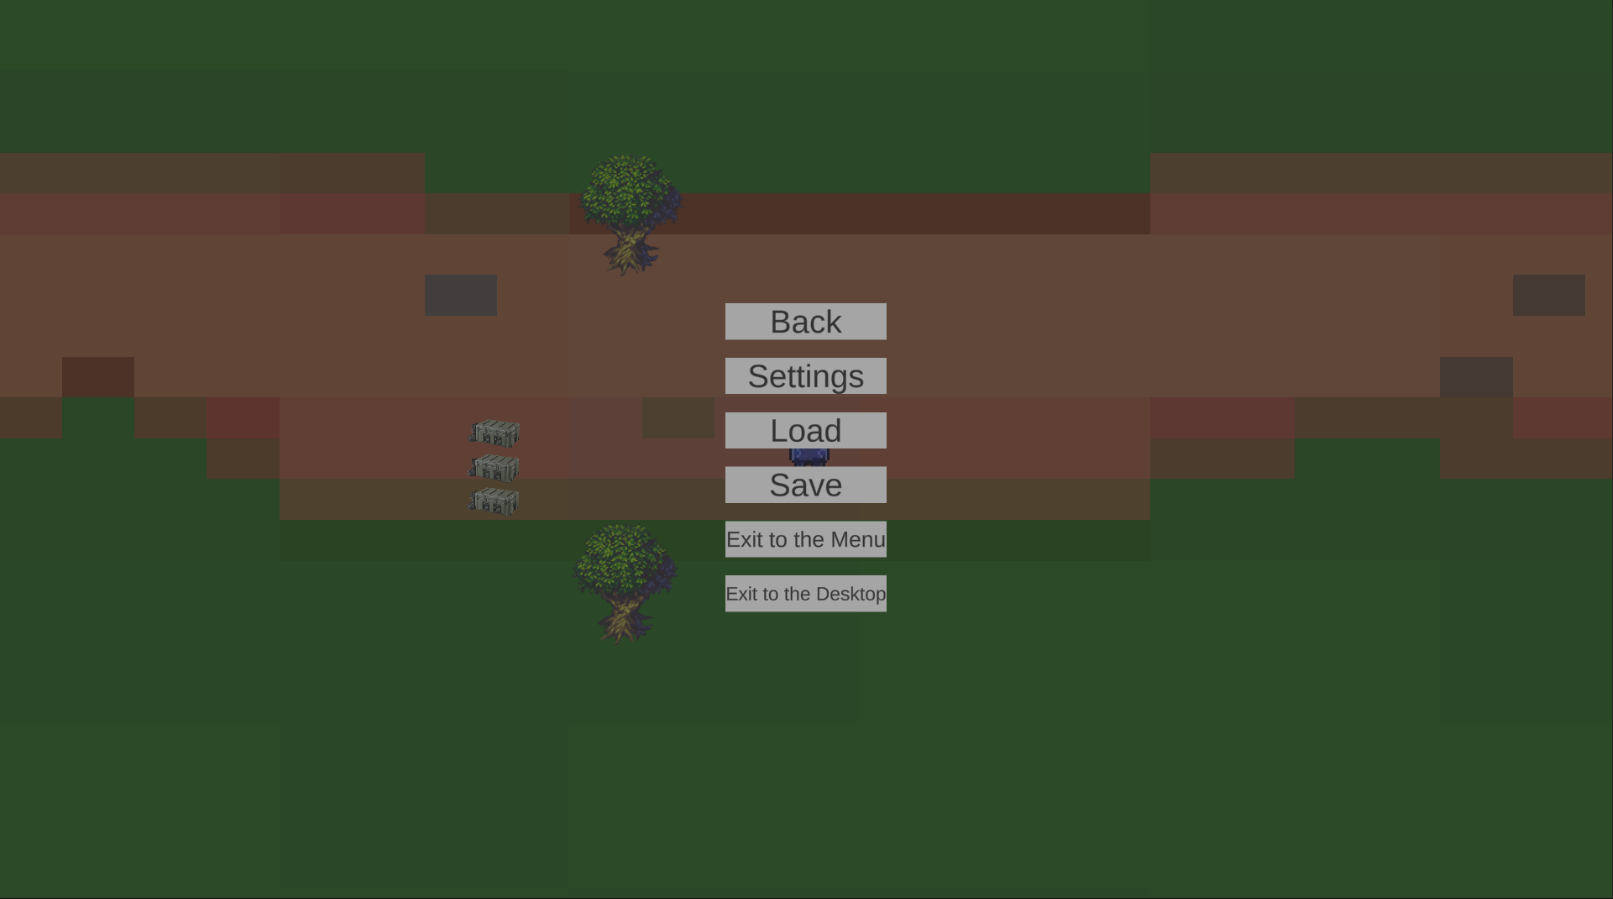 Back
Settings
Load
Save
Exit to the Menu
Exit to the Desktop